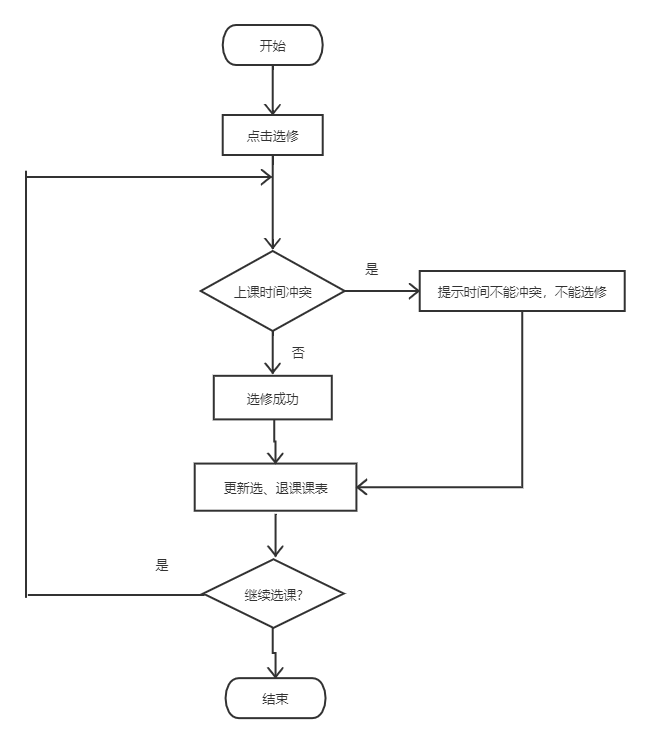 开始
点击选修
上课时间冲突
是
提示时间不能冲突，不能选修
否
选修成功
更新选、退课课表
是
继续选课?
结束